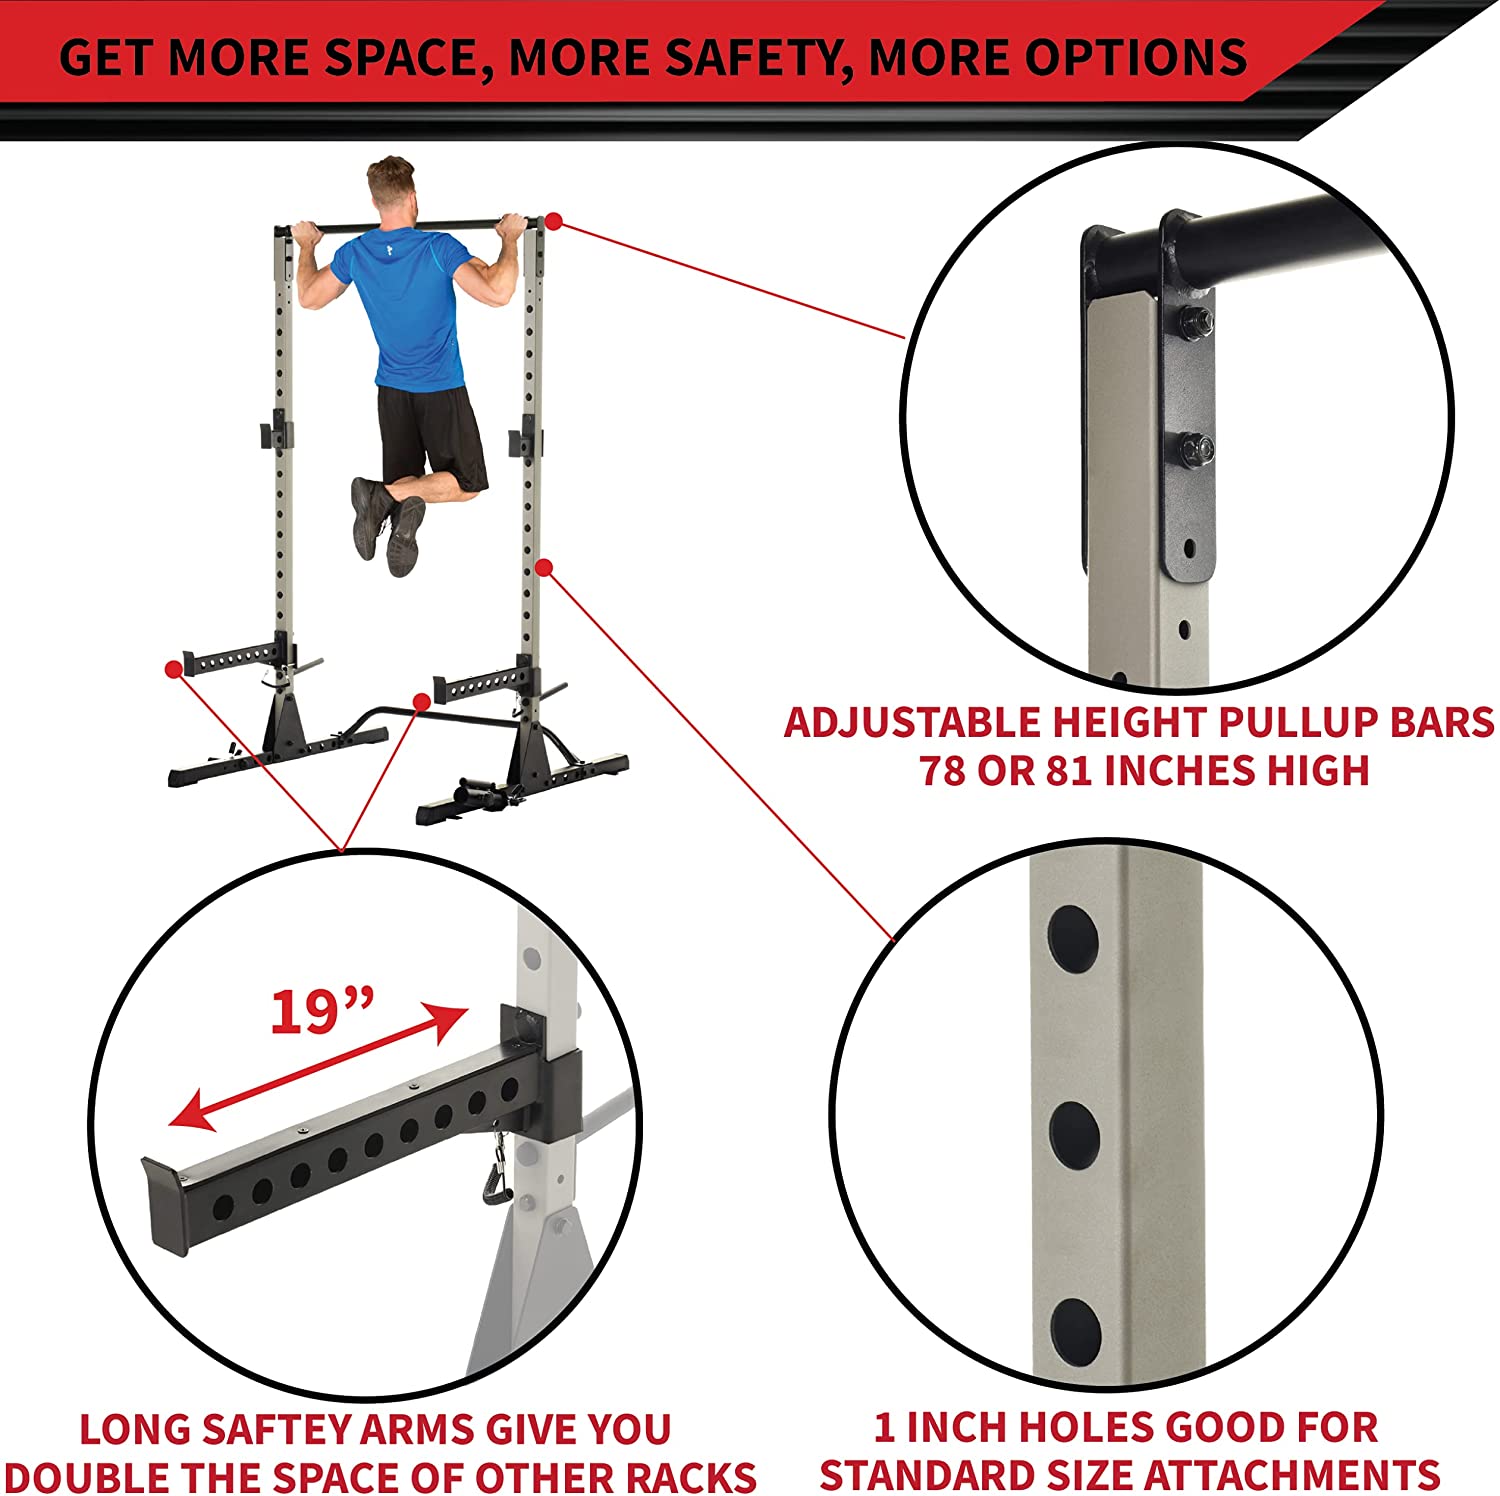 GET MORE SPACE, MORE SAFETY, MORE OPTIONS
ADJUSTABLE HEIGHT PULLUP BARS
78 OR 81 INCHES HIGH
19”
LONG SAFTEY ARMS GIVE YOU
DOUBLE THE SPACE OF OTHER RACKS
1 INCH HOLES GOOD FOR
STANDARD SIZE ATTACHMENTS